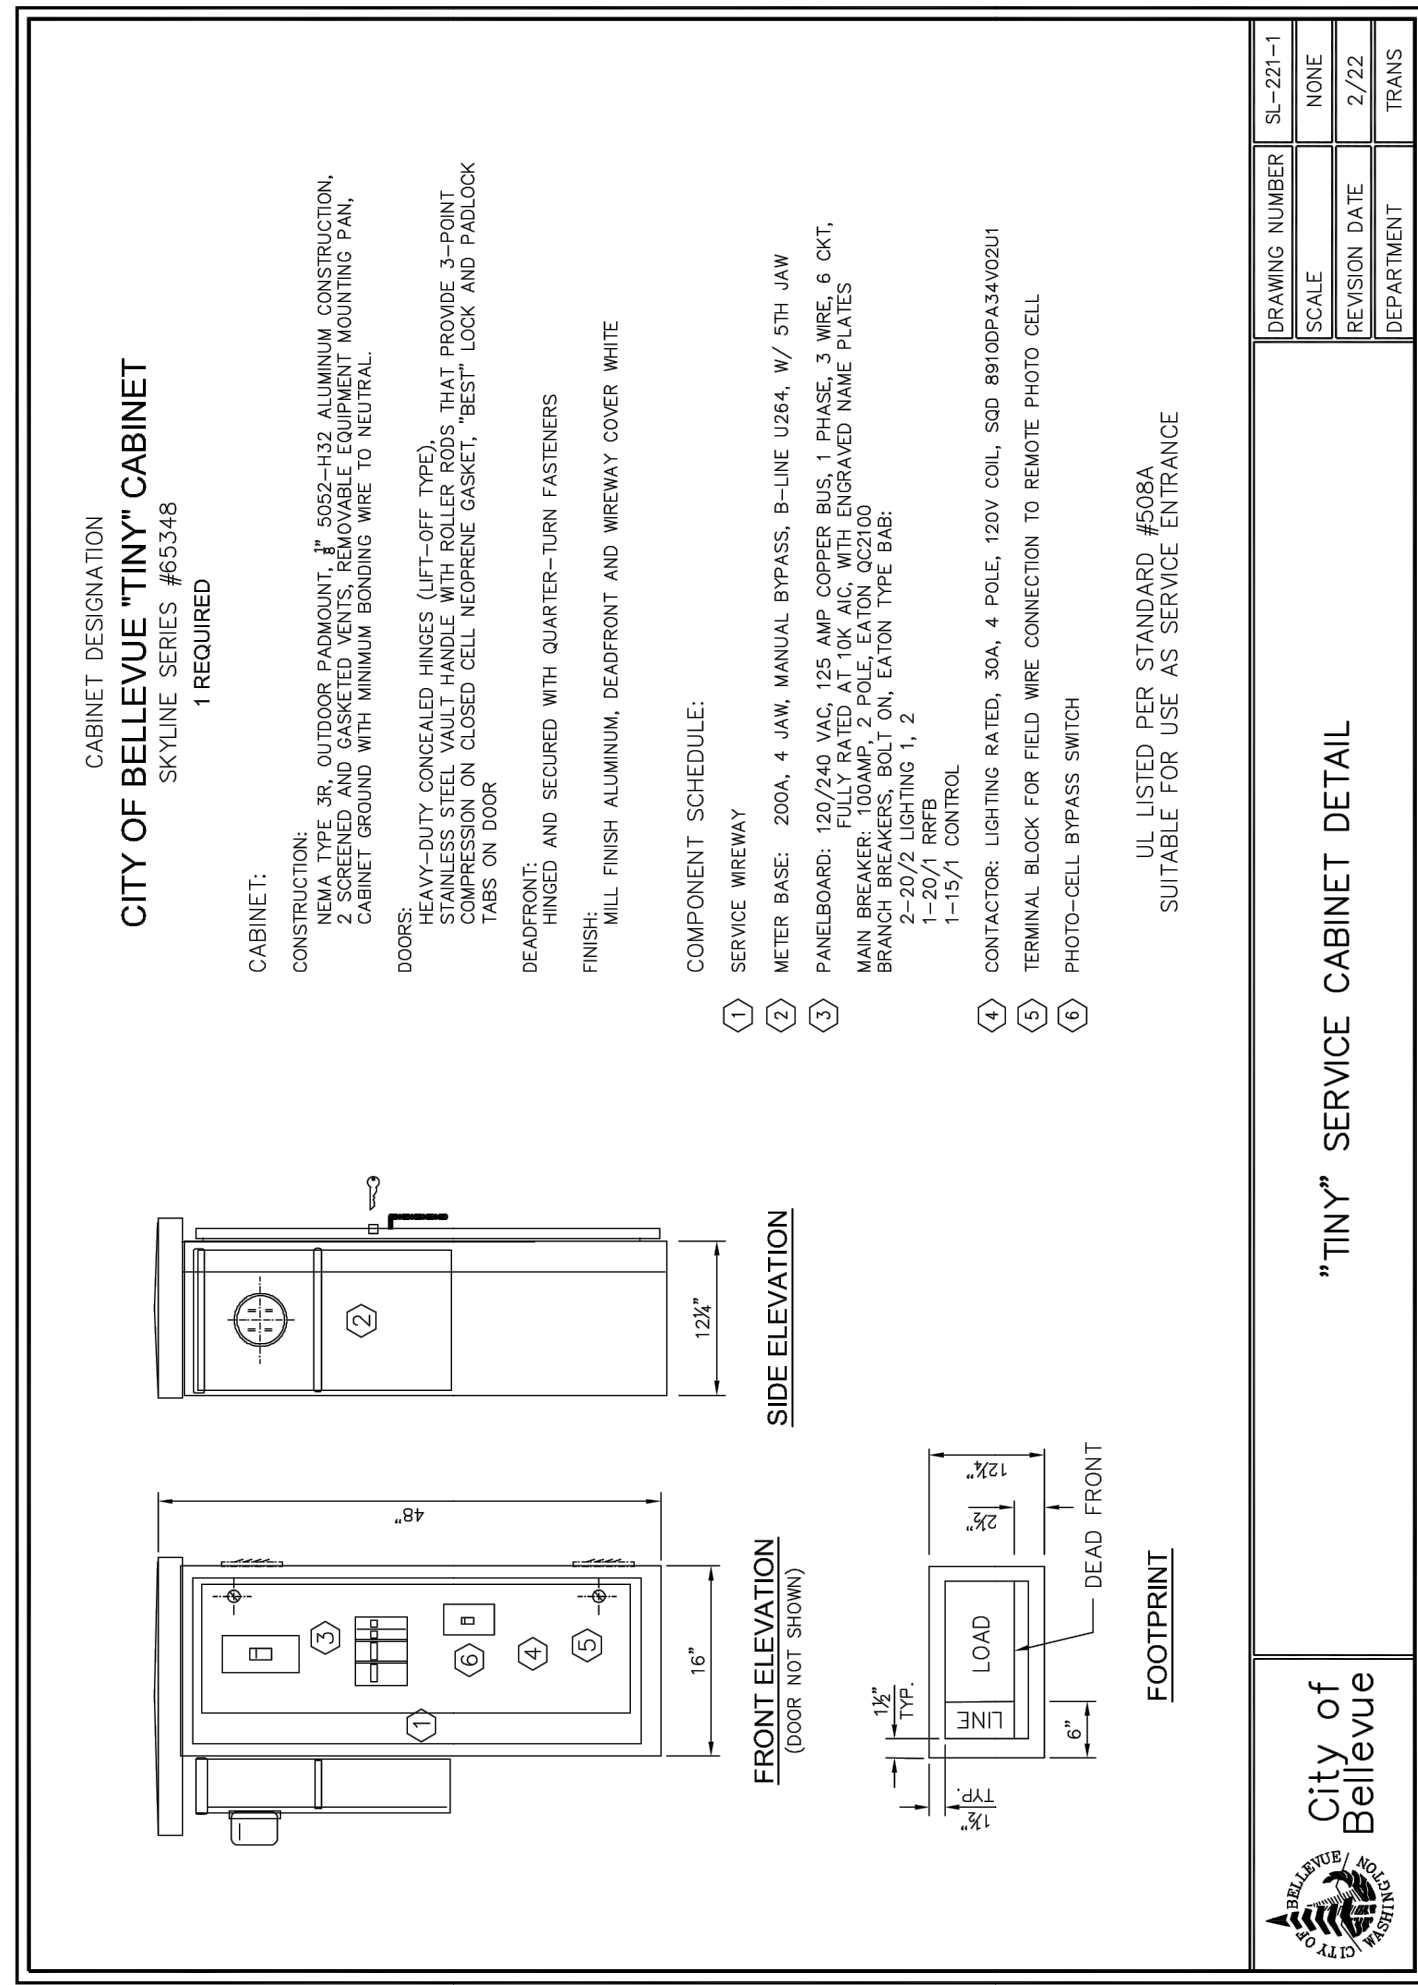 CABINET DESIGNATION
CITY OF BELLEVUE "TINY" CABINET
SKYLINE SERIES #65348
1 REQUIRED
CABINET:
CONSTRUCTION:
NEMA TYPE 3R, OUTDOOR PADMOUNT, 1/8" 5052-H32 ALUMINUM CONSTRUCTION,
2 SCREENED AND GASKETED VENTS, REMOVABLE EQUIPMENT MOUNTING PAN,
CABINET GROUND WITH MINIMUM BONDING WIRE TO NEUTRAL.
DOORS:
HEAVY-DUTY CONCEALED HINGES (LIFT-OFF TYPE),
STAINLESS STEEL VAULT HANDLE WITH ROLLER RODS THAT PROVIDE 3-POINT
COMPRESSION ON CLOSED CELL NEOPRENE GASKET, "BEST" LOCK AND PADLOCK
TABS ON DOOR
DEADFRONT:
HINGED AND SECURED WITH QUARTER-TURN FASTENERS
FINISH:
MILL FINISH ALUMINUM, DEADFRONT AND WIREWAY COVER WHITE
COMPONENT SCHEDULE:
1 SERVICE WIREWAY
2 METER BASE: 200A, 4 JAW, MANUAL BYPASS, B-LINE U264, W/ 5TH JAW
3 PANELBOARD: 120/240 VAC, 125 AMP COPPER BUS, 1 PHASE, 3 WIRE, 6 CKT,
FULLY RATED AT 10K AIC, WITH ENGRAVED NAME PLATES
MAIN BREAKER: 100AMP, 2 POLE, EATON QC2100
BRANCH BREAKERS, BOLT ON, EATON TYPE BAB:
2-20/2 LIGHTING 1, 2
1-20/1 RRFB
1-15/1 CONTROL
4 CONTACTOR: LIGHTING RATED, 30A, 4 POLE, 120V COIL, SQD 8910DPA34V02U1
5 TERMINAL BLOCK FOR FIELD WIRE CONNECTION TO REMOTE PHOTO CELL
6 PHOTO-CELL BYPASS SWITCH
UL LISTED PER STANDARD #508A
SUITABLE FOR USE AS SERVICE ENTRANCE
48"
3
6
4
5
1
16"
FRONT ELEVATION
(DOOR NOT SHOWN)
2
12¼"
SIDE ELEVATION
1½"
TYP.
1½"
TYP.
LINE
LOAD
6"
2½"
12¼"
DEAD FRONT
FOOTPRINT
CITY OF BELLEVUE
WASHINGTON
City of
Bellevue
"TINY" SERVICE CABINET DETAIL
DRAWING NUMBER SL-221-1
SCALE NONE
REVISION DATE 2/22
DEPARTMENT TRANS